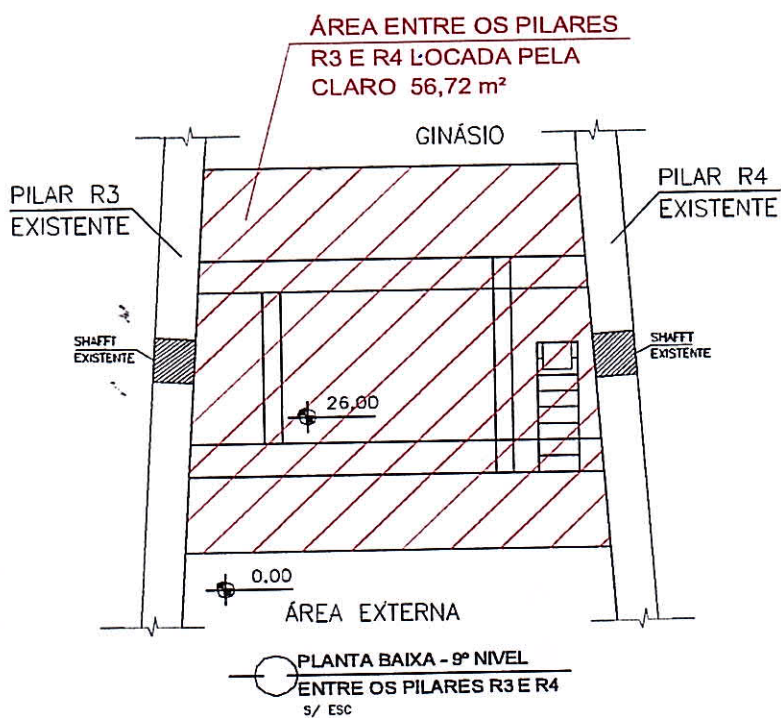 ÁREA ENTRE OS PILARES
R3 E R4 LOCADA PELA
CLARO 56,72 m²
GINÁSIO
PILAR R3
EXISTENTE
PILAR R4
EXISTENTE
SHAFFT
EXISTENTE
SHAFFT
EXISTENTE
26,00
0,00
ÁREA EXTERNA
PLANTA BAIXA - 9º NIVEL
ENTRE OS PILARES R3 E R4
S/ ESC